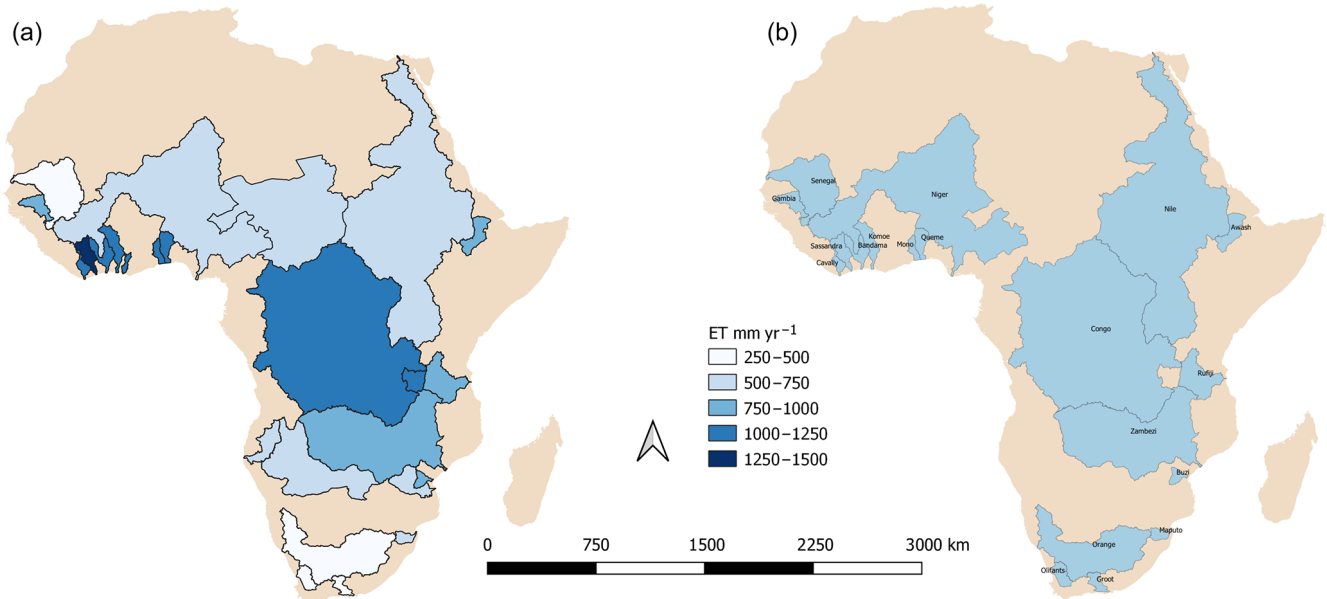 (a)
(b)
ET mm yr−1
250–500
500–750
750–1000
1000–1250
1250–1500
0 750 1500 2250 3000 km
Senegal
Gambia
Niger
Nile
Awash
Komoe
Mono
Queme
Sassandra
Bandama
Cavally
Congo
Rufiji
Zambezi
Buzi
Maputo
Orange
Olifants
Groot